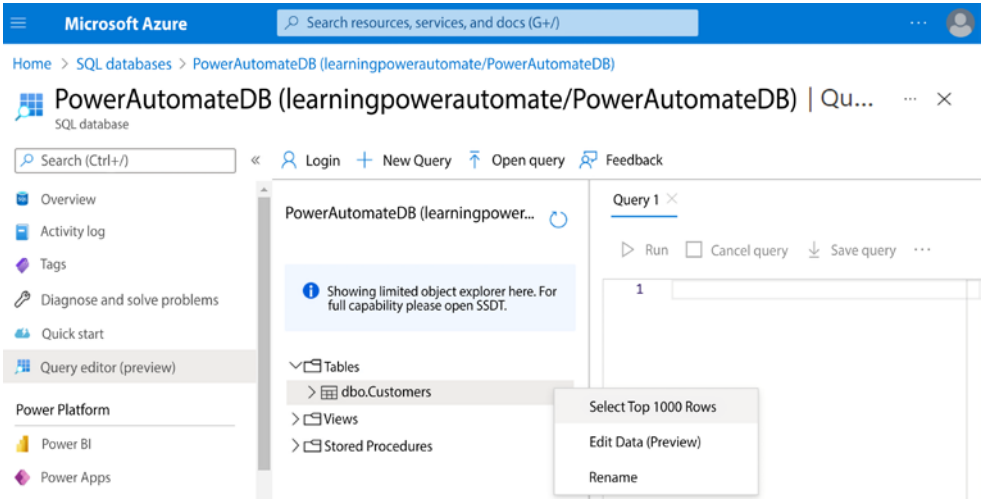 Microsoft Azure
Search resources, services, and docs (G+/)
...
Home > SQL databases > PowerAutomateDB (learningpowerautomate/PowerAutomateDB)
PowerAutomateDB (learningpowerautomate/PowerAutomateDB) | Qu... ...
SQL database
Search (Ctrl+/)
Login
New Query
Open query
Feedback
Overview
Activity log
Tags
Diagnose and solve problems
Quick start
Query editor (preview)
Power Platform
Power BI
Power Apps
PowerAutomateDB (learningpower...
Showing limited object explorer here. For
full capability please open SSDT.
Tables
dbo.Customers
Views
Stored Procedures
Query 1
Run
Cancel query
Save query
...
1
Select Top 1000 Rows
Edit Data (Preview)
Rename